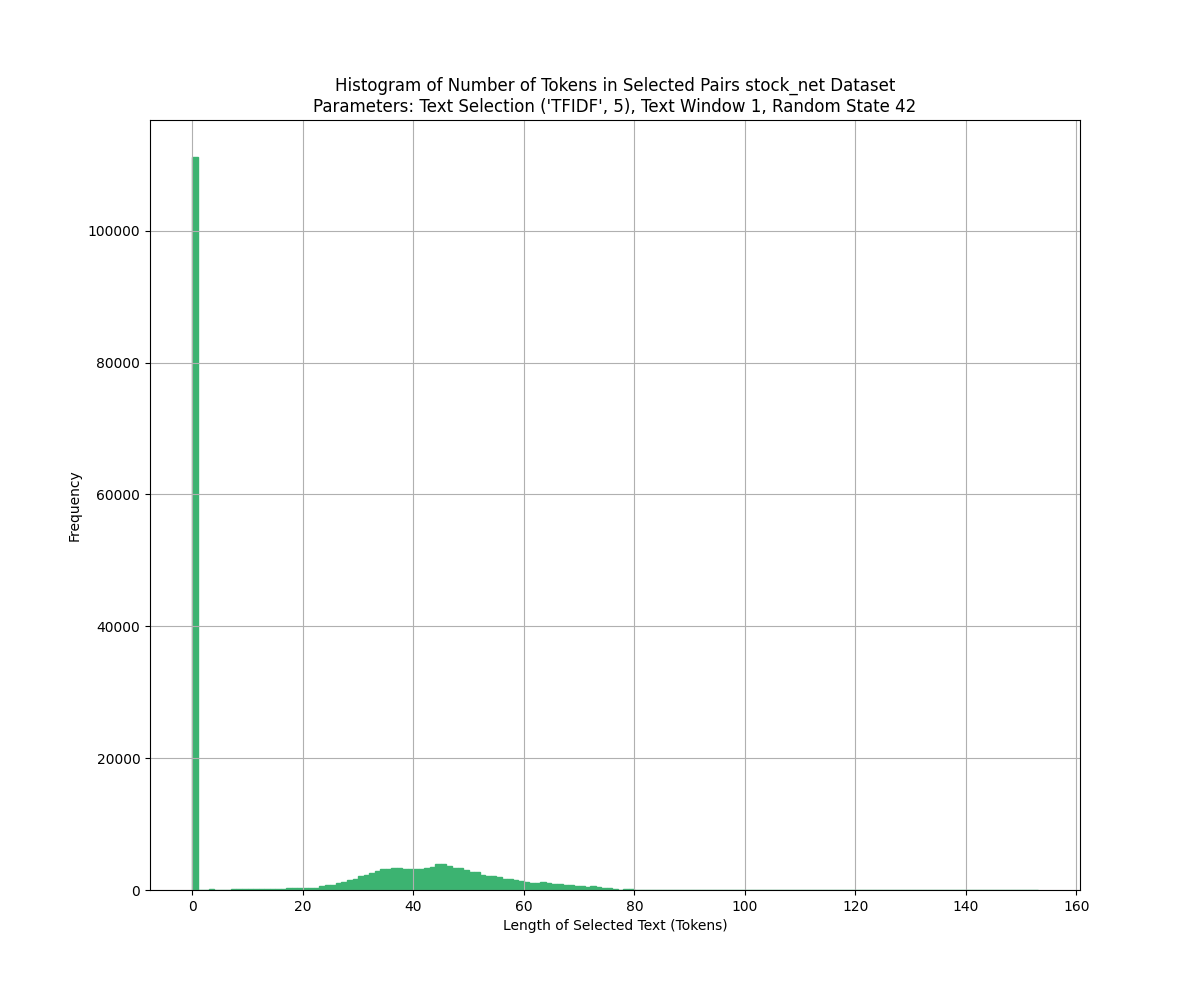 Histogram of Number of Tokens in Selected Pairs stock_net Dataset
Parameters: Text Selection ('TFIDF', 5), Text Window 1, Random State 42
100000
80000
60000
40000
20000
0
Frequency
0 20 40 60 80 100 120 140 160
Length of Selected Text (Tokens)